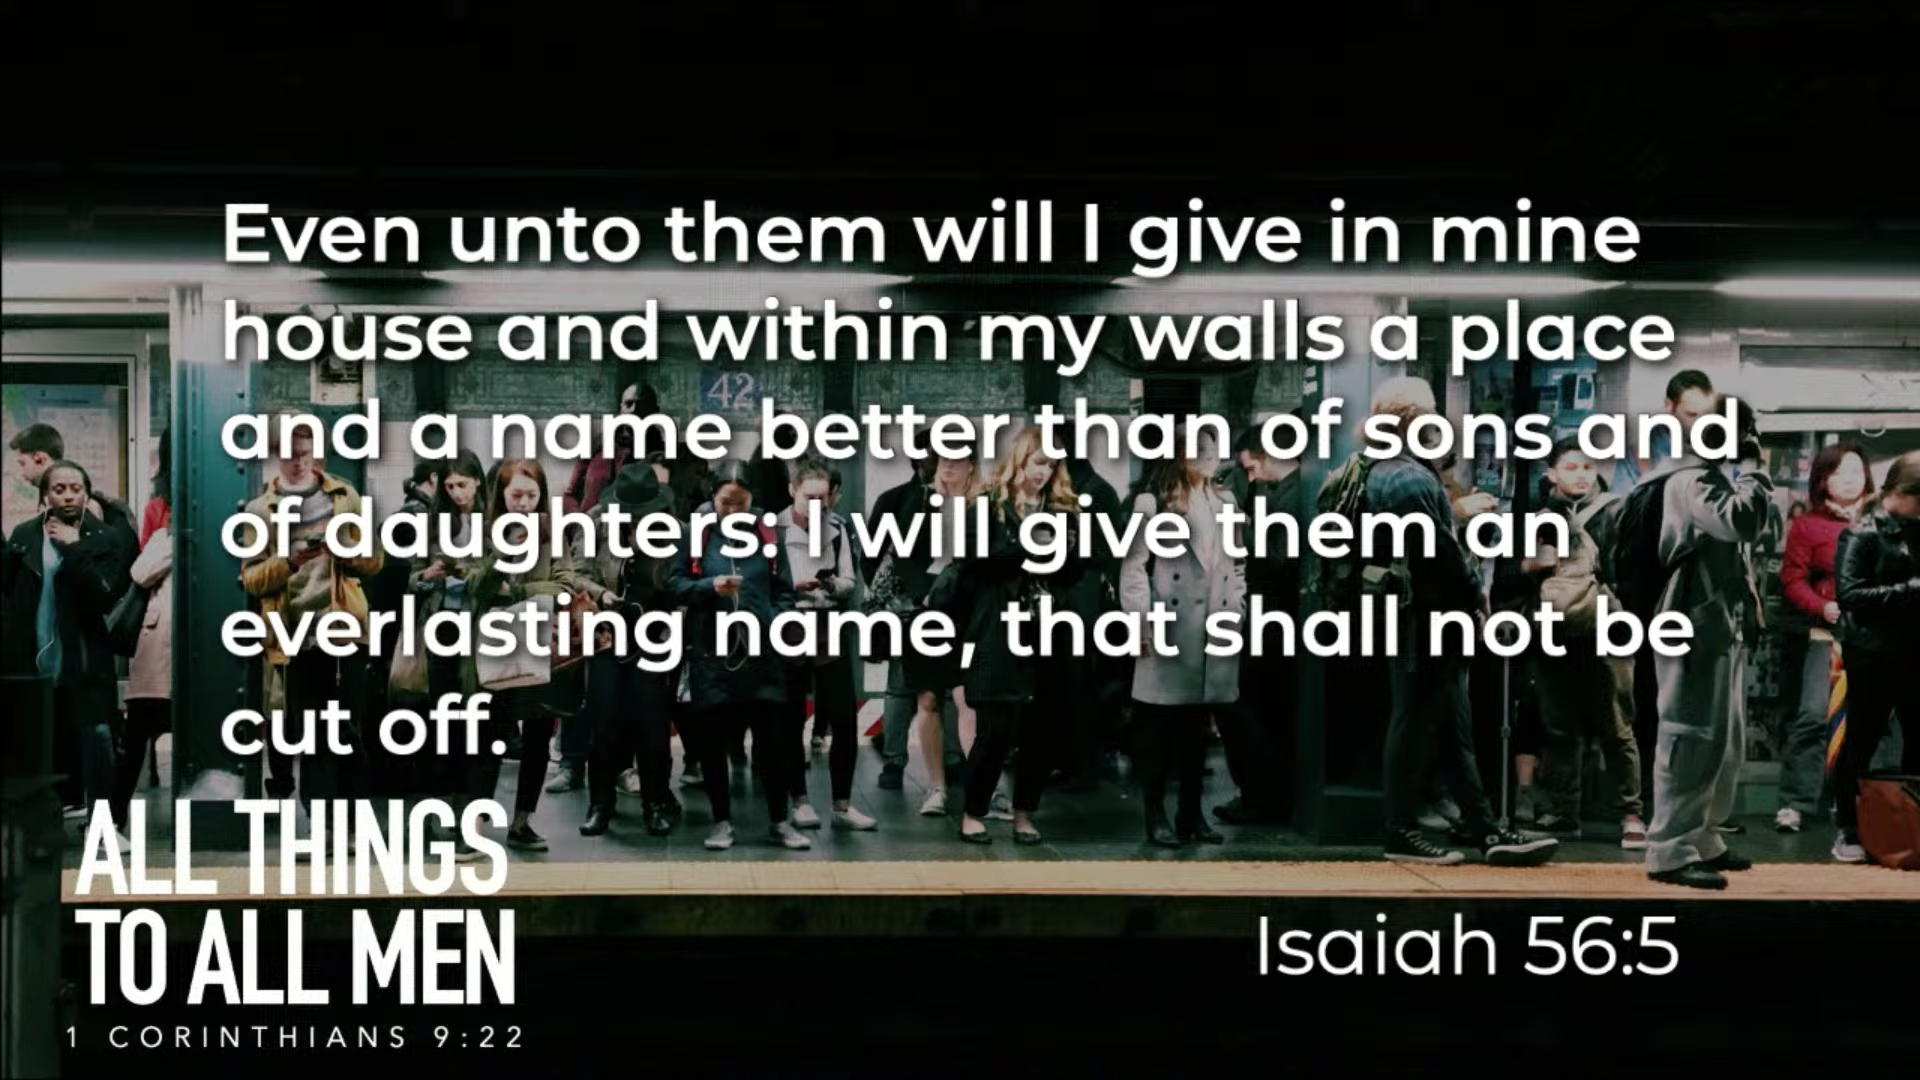 Even unto them will I give in mine
house and within my walls a place
and a name better than of sons and
of daughters: I will give them an
everlasting name, that shall not be
cut off.
42
ALL THINGS
TO ALL MEN
1 CORINTHIANS 9:22
Isaiah 56:5